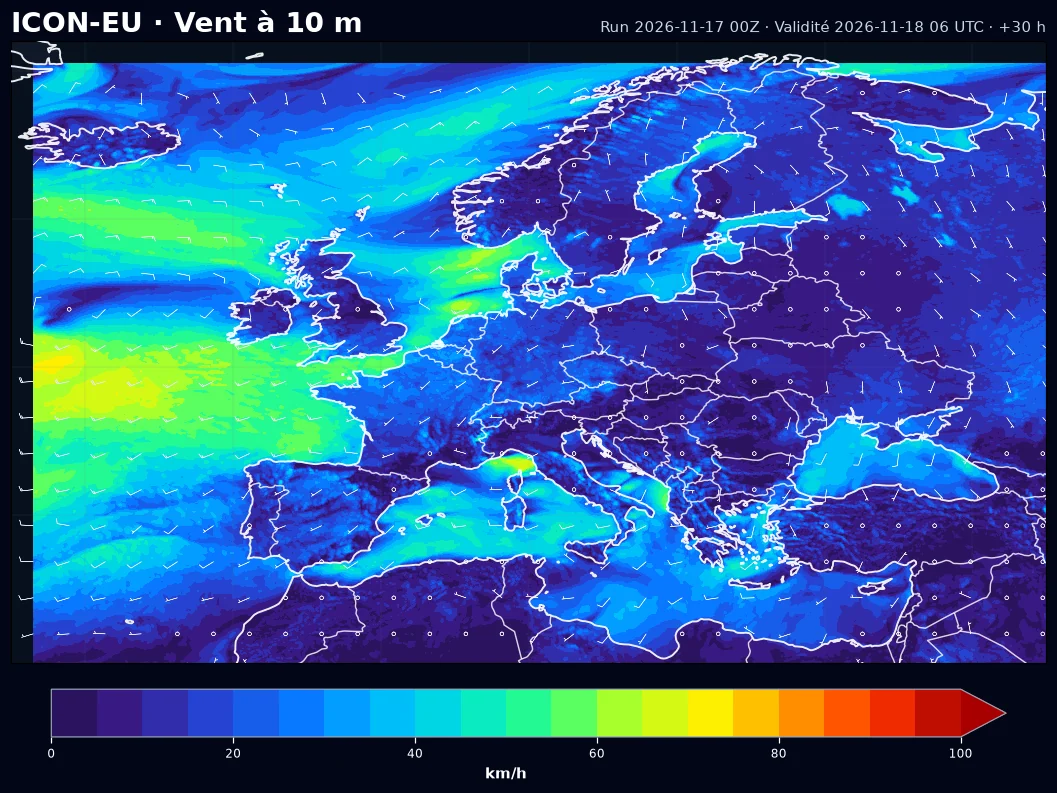 ICON-EU · Vent à 10 m
Run 2026-11-17 00Z · Validité 2026-11-18 06 UTC · +30 h
0 20 40 60 80 100
km/h